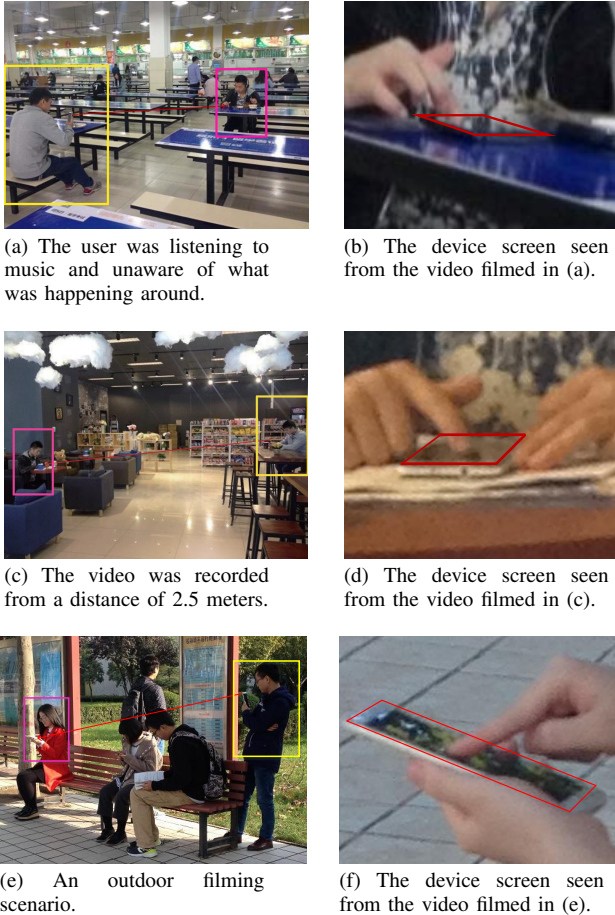 (a) The user was listening to
music and unaware of what
was happening around.
(b) The device screen seen
from the video filmed in (a).
(c) The video was recorded
from a distance of 2.5 meters.
(d) The device screen seen
from the video filmed in (c).
(e) An outdoor filming
scenario.
(f) The device screen seen
from the video filmed in (e).